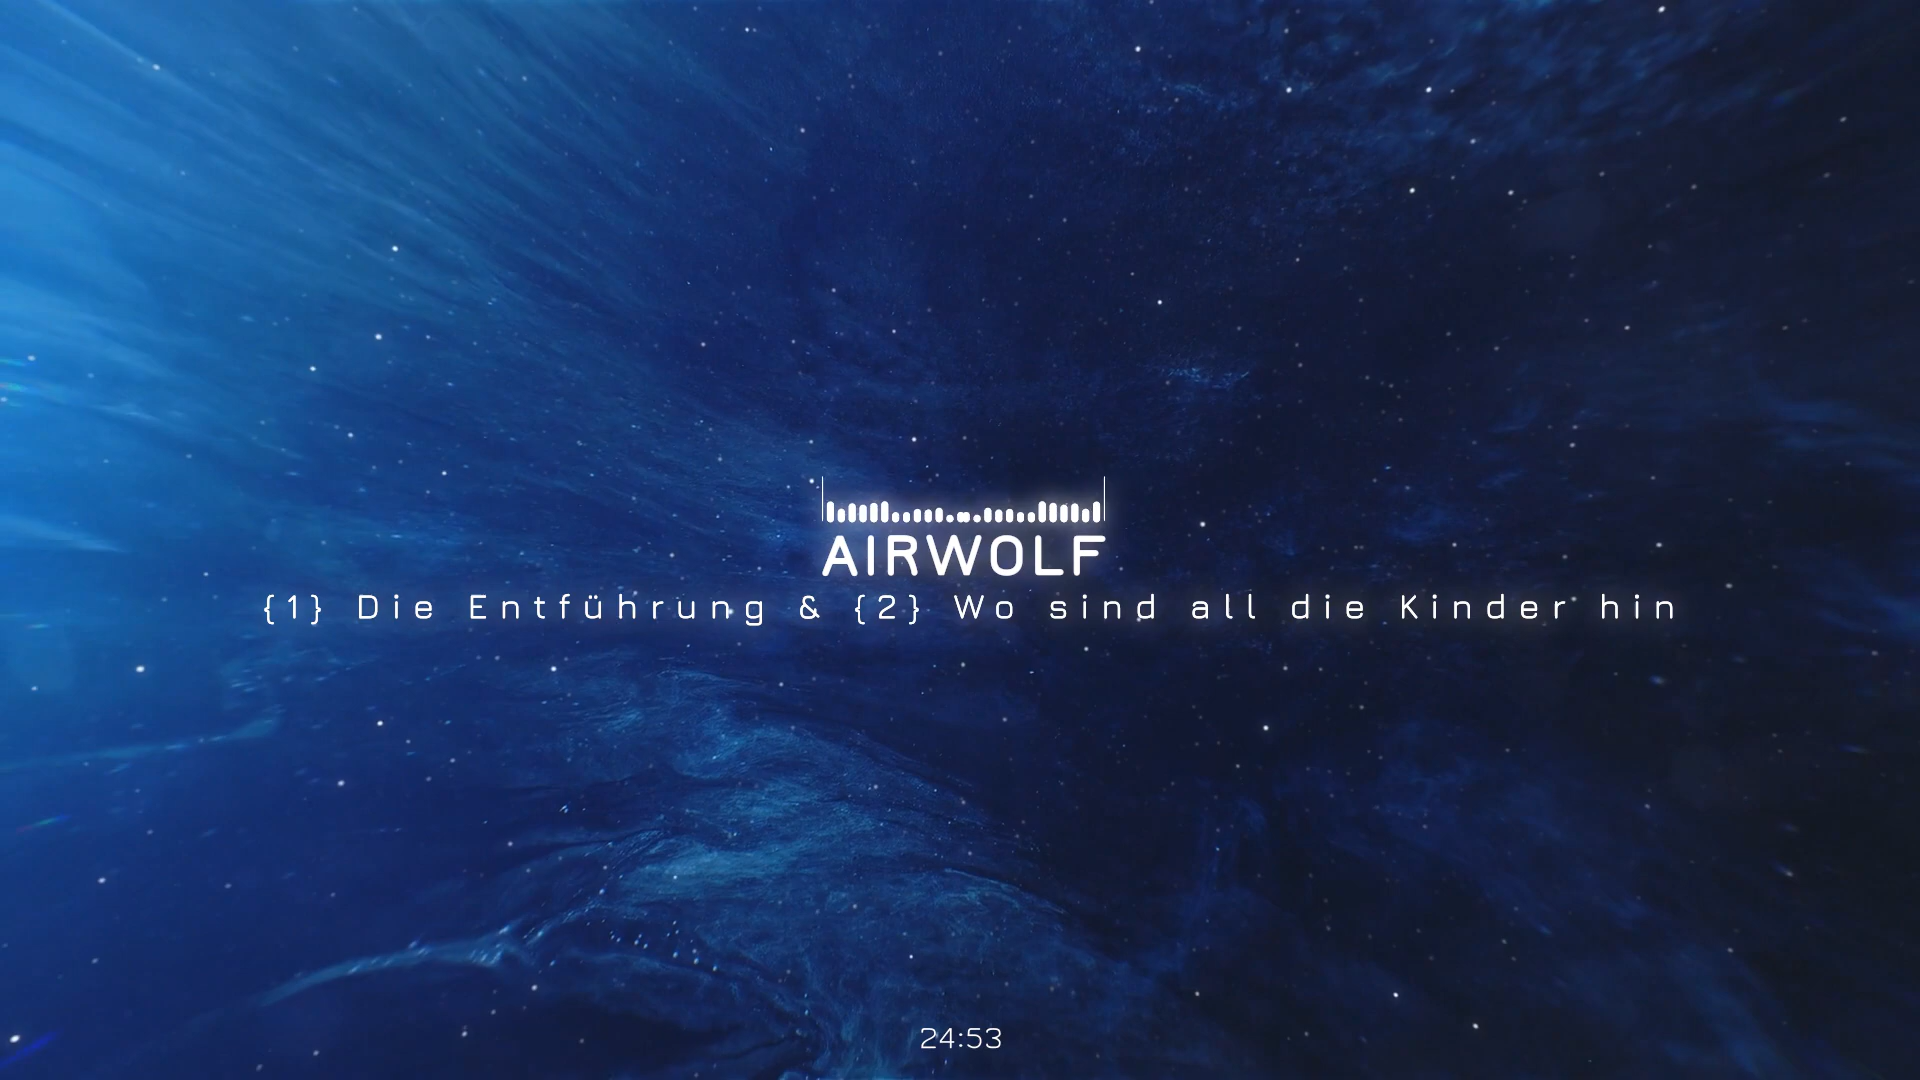 AIRWOLF
{1} Die Entführung & {2} Wo sind all die Kinder hin
24:53